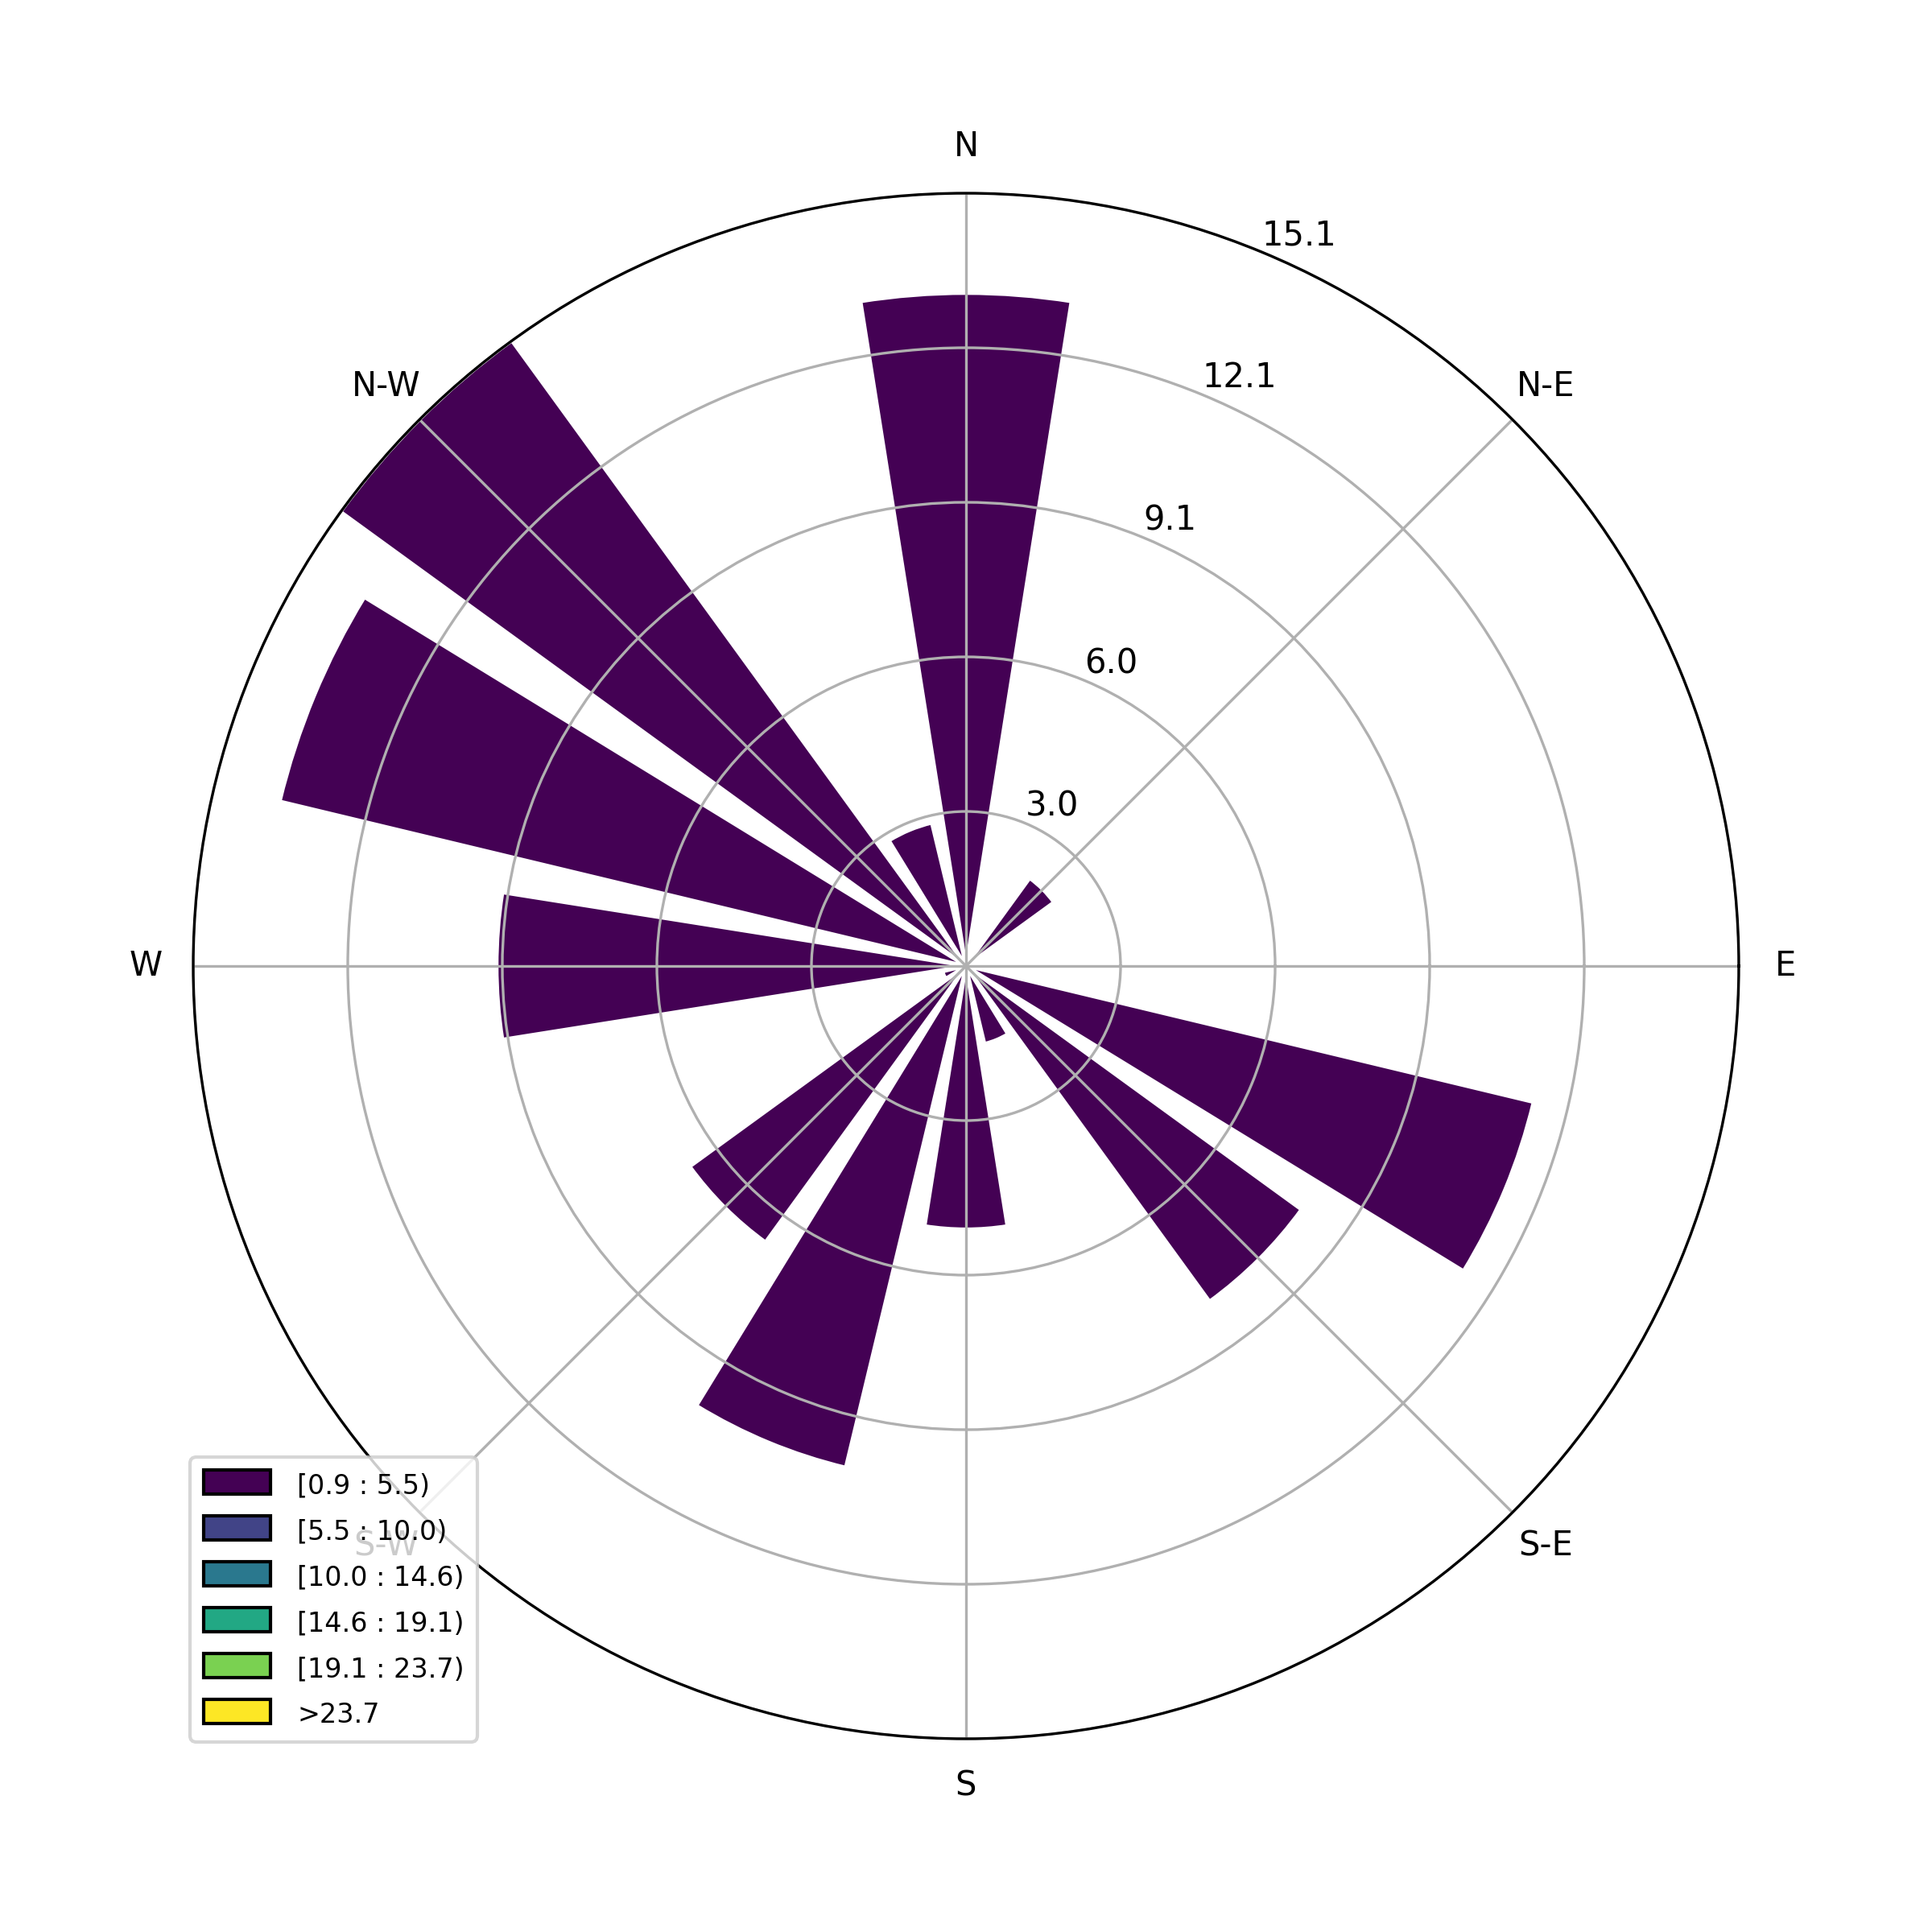 N
15.1
N-W
12.1
N-E
9.1
6.0
3.0
W
E
[0.9 : 5.5)
[5.5 : 10.0)
S-W
S-E
[10.0 : 14.6)
[14.6 : 19.1)
[19.1 : 23.7)
>23.7
S